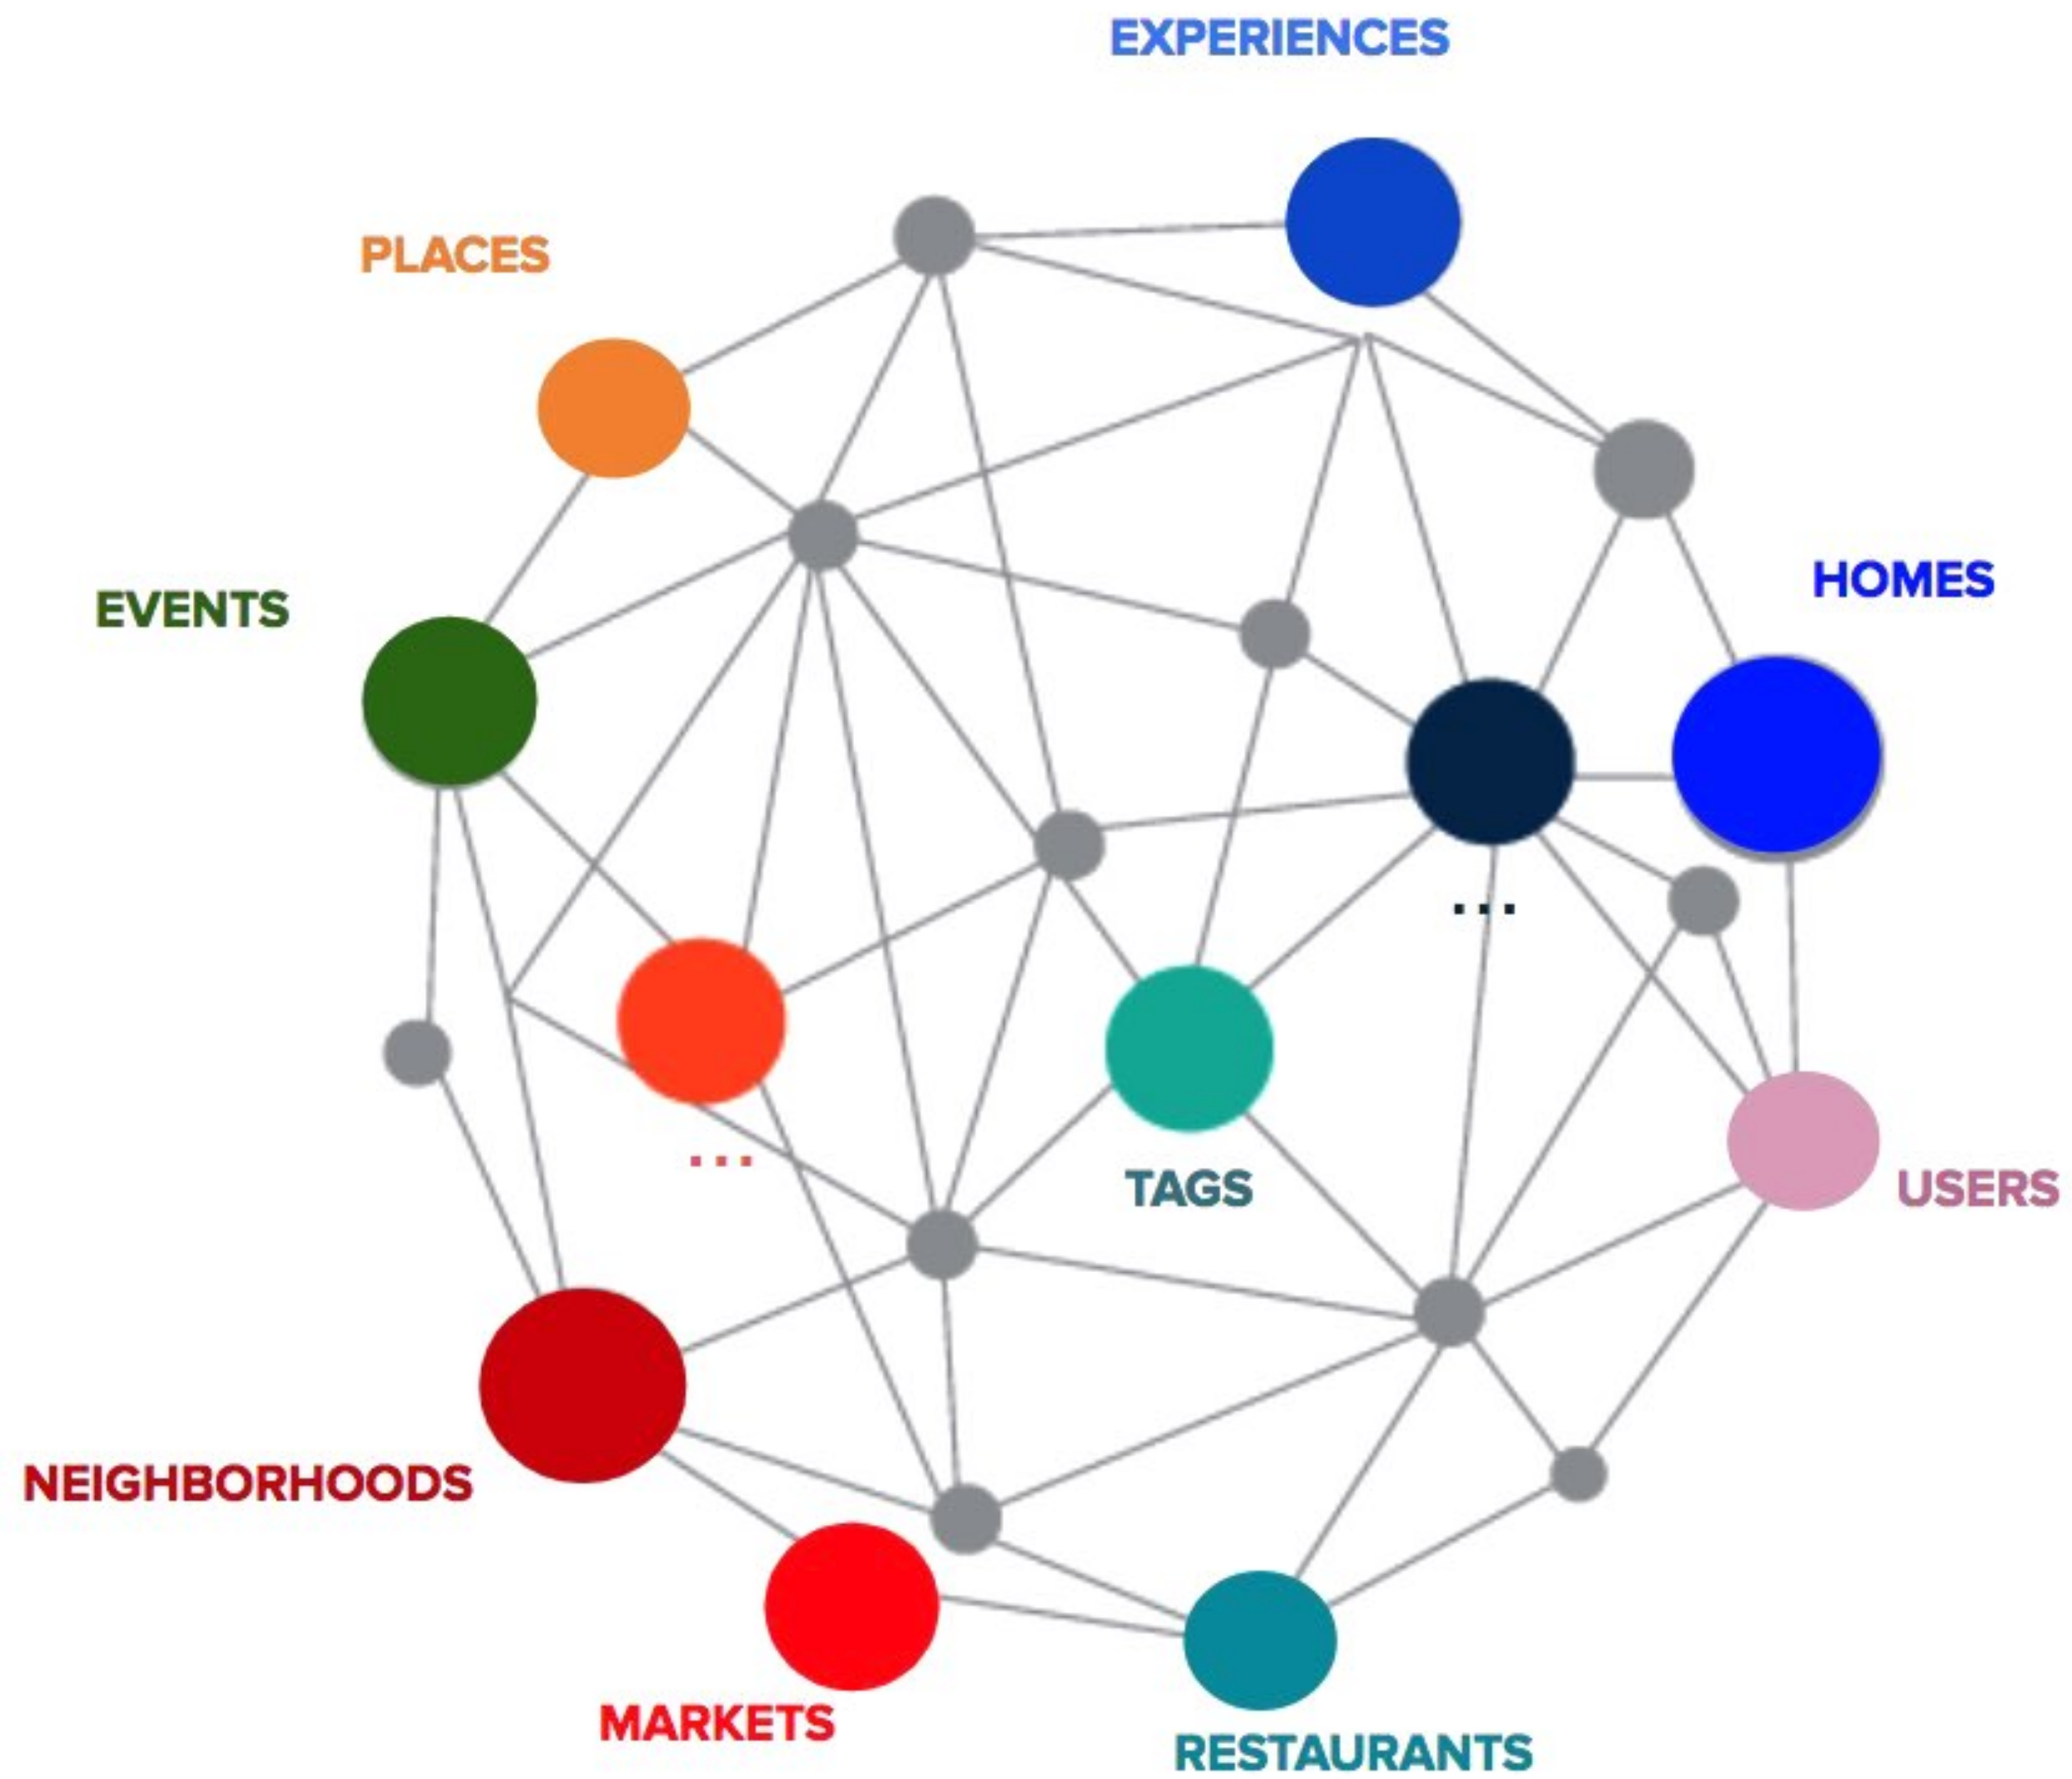 EXPERIENCES
PLACES
HOMES
EVENTS
...
...
TAGS
USERS
NEIGHBORHOODS
MARKETS
RESTAURANTS